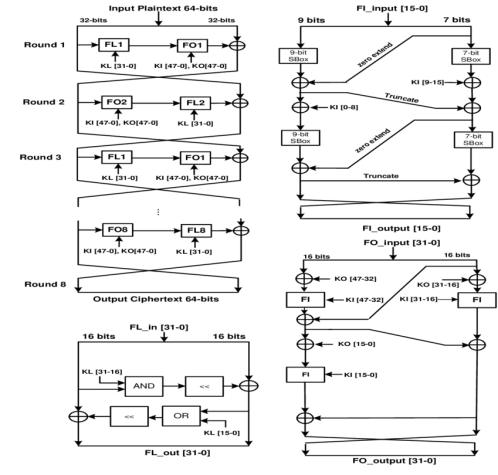 Input Plaintext 64-bits
32-bits
32-bits
Round 1
FL1
FO1
KL [31-0]
KI [47-0], KO[47-0]
Round 2
FO2
FL2
KI [47-0], KO[47-0]
KL [31-0]
Round 3
FL1
FO1
KL [31-0]
KI [47-0], KO[47-0]
...
FO8
FL8
KI [47-0], KO[47-0]
KL [31-0]
Round 8
Output Ciphertext 64-bits
FL_in [31-0]
16 bits
16 bits
KL [31-16]
AND
<<
<<
OR
KL [15-0]
FL_out [31-0]
FI_input [15-0]
9 bits
7 bits
9-bit
SBox
zero extend
7-bit
SBox
KI [9-15]
Truncate
KI [0-8]
9-bit
SBox
zero extend
7-bit
SBox
Truncate
FI_output [15-0]
FO_input [31-0]
16 bits
16 bits
KO [47-32]
KO [31-16]
FI
KI [47-32]
KI [31-16]
FI
KO [15-0]
FI
KI [15-0]
FO_output [31-0]